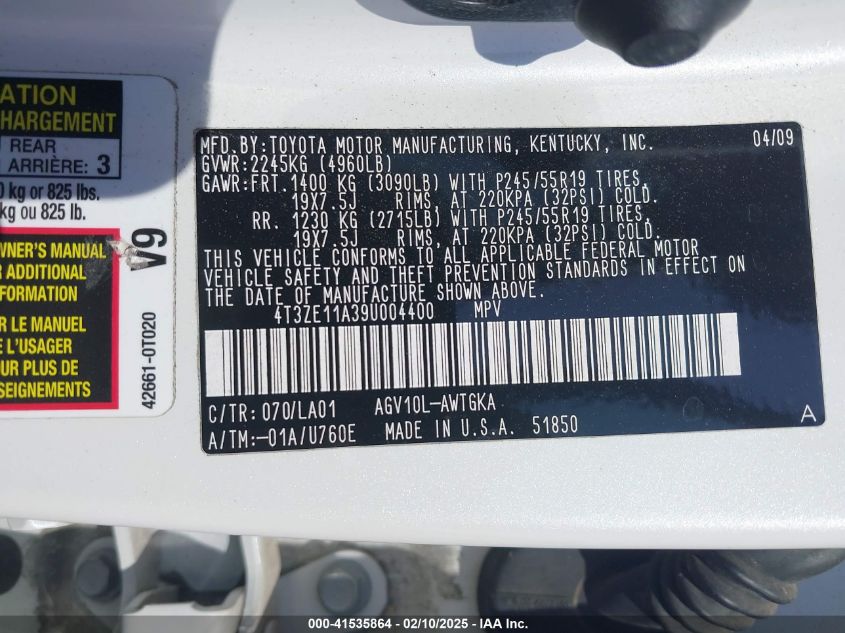 ATION
HARGEMENT
REAR
ARRIÈRE: 3
kg or 825 lbs.
kg ou 825 lb.
WNER'S MANUAL
R ADDITIONAL
FORMATION
R LE MANUEL
E L'USAGER
UR PLUS DE
SEIGNEMENTS
V9
42661-0T020
MFD.BY:TOYOTA MOTOR MANUFACTURING, KENTUCKY, INC. 04/09
GVWR:2245KG (4960LB)
GAWR:FRT.1400 KG (3090LB) WITH P245/55R19 TIRES,
19X7.5J RIMS, AT 220KPA (32PSI) COLD.
RR. 1230 KG (2715LB) WITH P245/55R19 TIRES,
19X7.5J RIMS, AT 220KPA (32PSI) COLD.
THIS VEHICLE CONFORMS TO ALL APPLICABLE FEDERAL MOTOR
VEHICLE SAFETY AND THEFT PREVENTION STANDARDS IN EFFECT ON
THE DATE OF MANUFACTURE SHOWN ABOVE.
4T3ZE11A39U004400 MPV
C/TR: 070/LA01 AGV10L-AWTGKA
A/TM:-01A/U760E MADE IN U.S.A. 51850
A
000-41535864 - 02/10/2025 - COPYRIGHT © IAA, Inc.